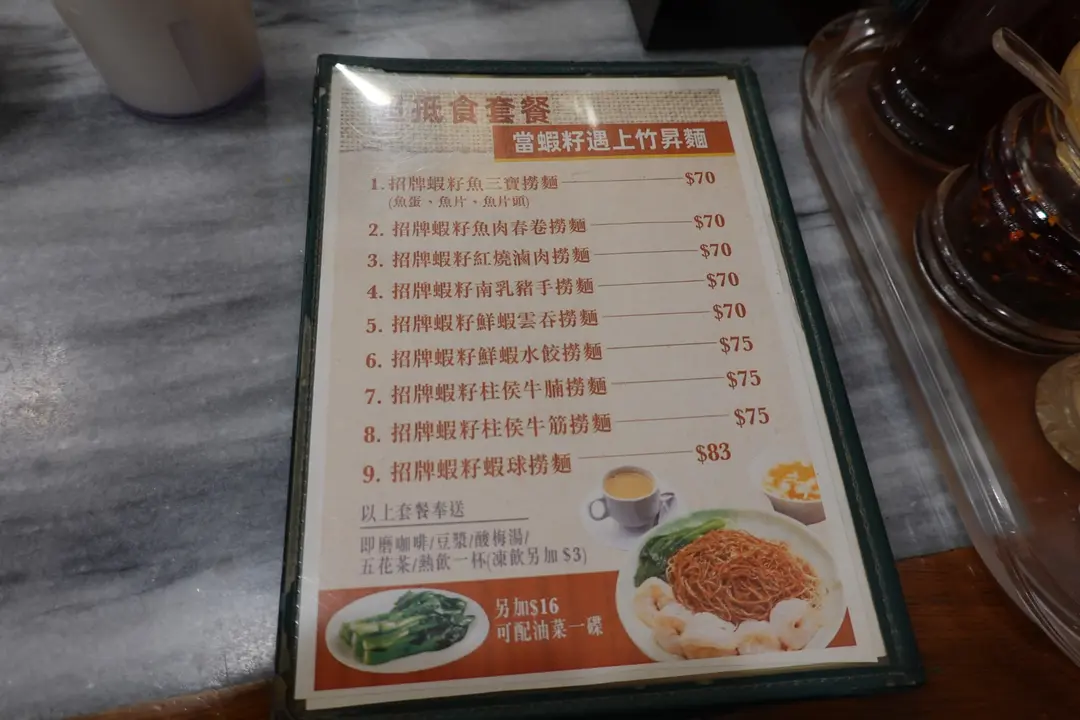 抵食套餐
當蝦籽遇上竹昇麵
1. 招牌蝦籽魚三寶撈麵 $70
(魚蛋、魚片、魚片頭)
2. 招牌蝦籽魚肉春卷撈麵 $70
3. 招牌蝦籽紅燒滷肉撈麵 $70
4. 招牌蝦籽南乳豬手撈麵 $70
5. 招牌蝦籽鮮蝦雲吞撈麵 $70
6. 招牌蝦籽鮮蝦水餃撈麵 $75
7. 招牌蝦籽柱侯牛腩撈麵 $75
8. 招牌蝦籽柱侯牛筋撈麵 $75
9. 招牌蝦籽蝦球撈麵 $83
以上套餐奉送
即磨咖啡/豆漿/酸梅湯/
五花茶/熱飲一杯(凍飲另加 $3)
另加$16
可配油菜一碟